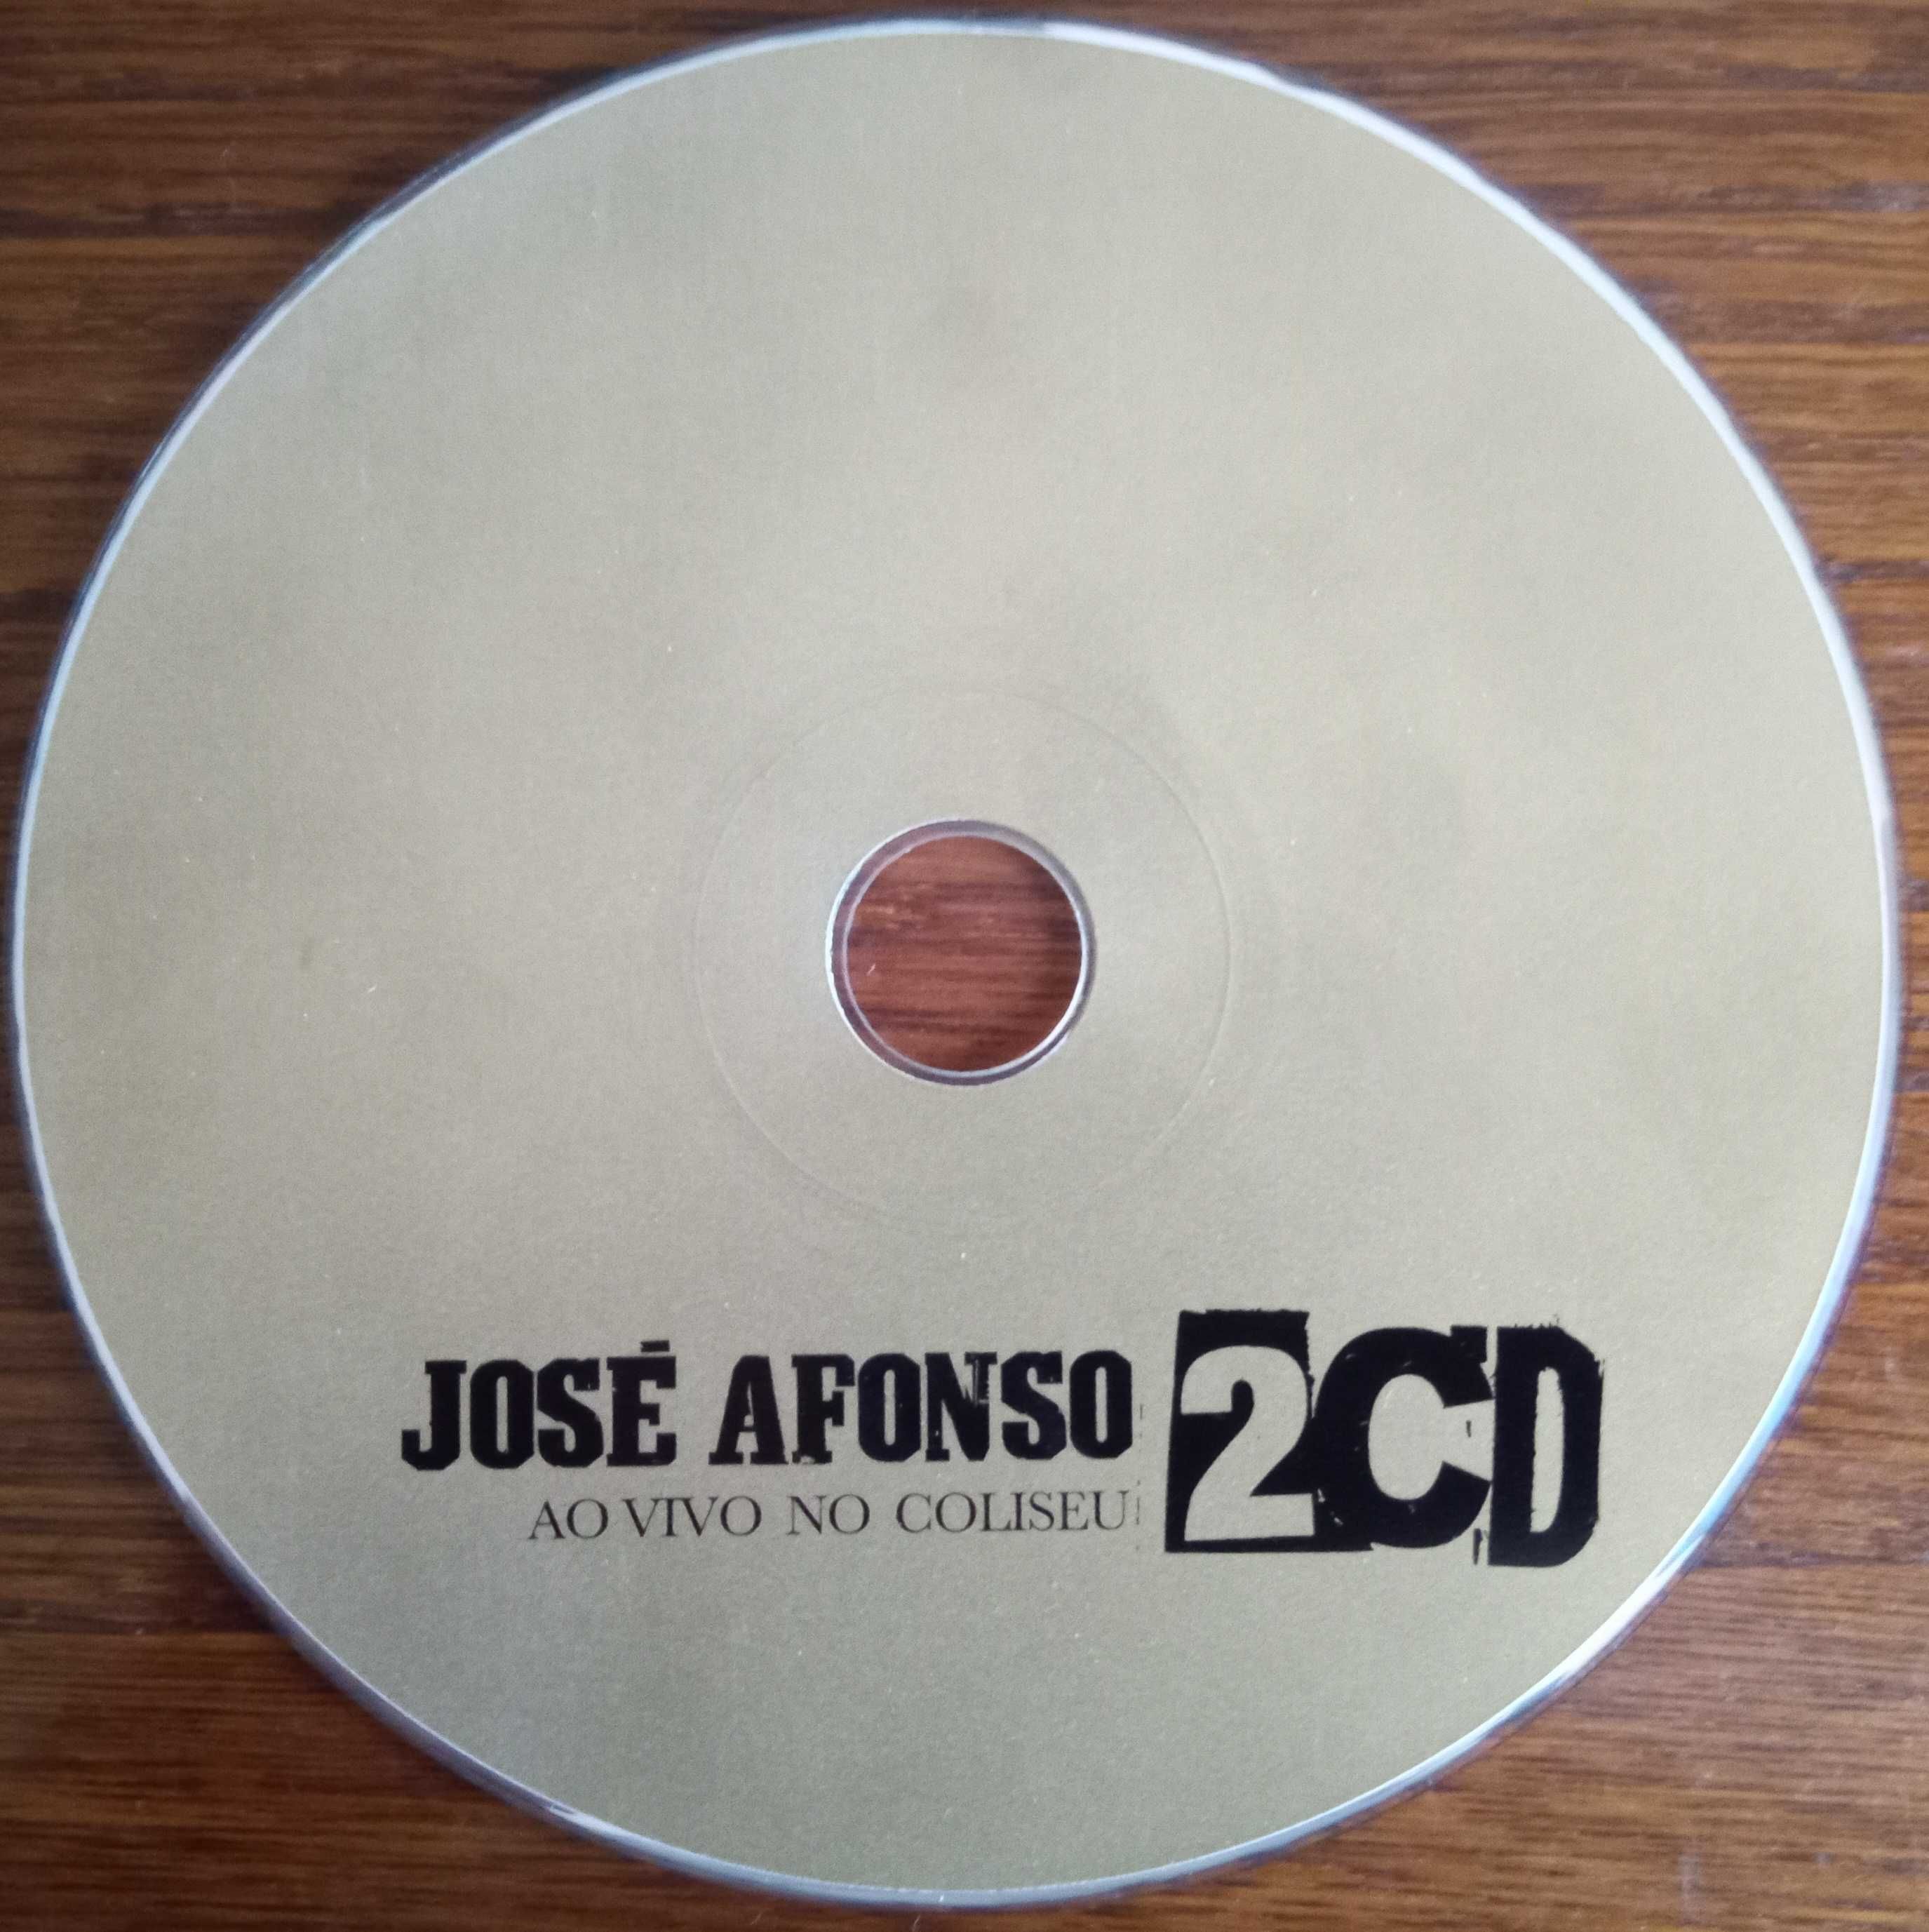 JOSÉ AFONSO
AO VIVO NO COLISEU
2CD